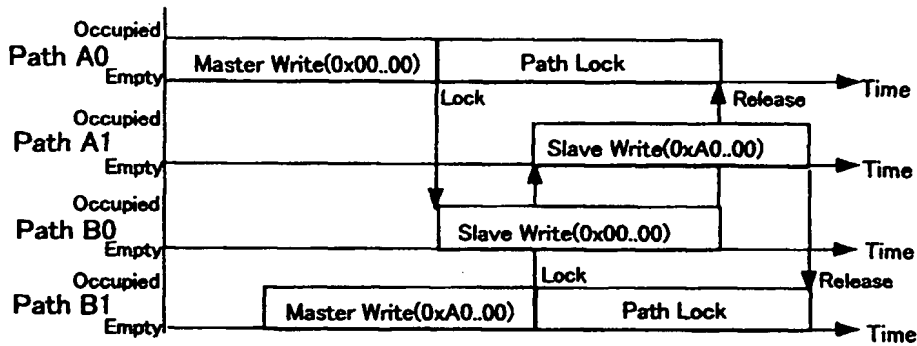 Occupied
Path A0
Master Write(0x00..00)
Path Lock
Empty
Time
Lock
Release
Occupied
Path A1
Slave Write(0xA0..00)
Empty
Time
Occupied
Path B0
Slave Write(0x00..00)
Empty
Time
Lock
Release
Occupied
Path B1
Master Write(0xA0..00)
Path Lock
Empty
Time